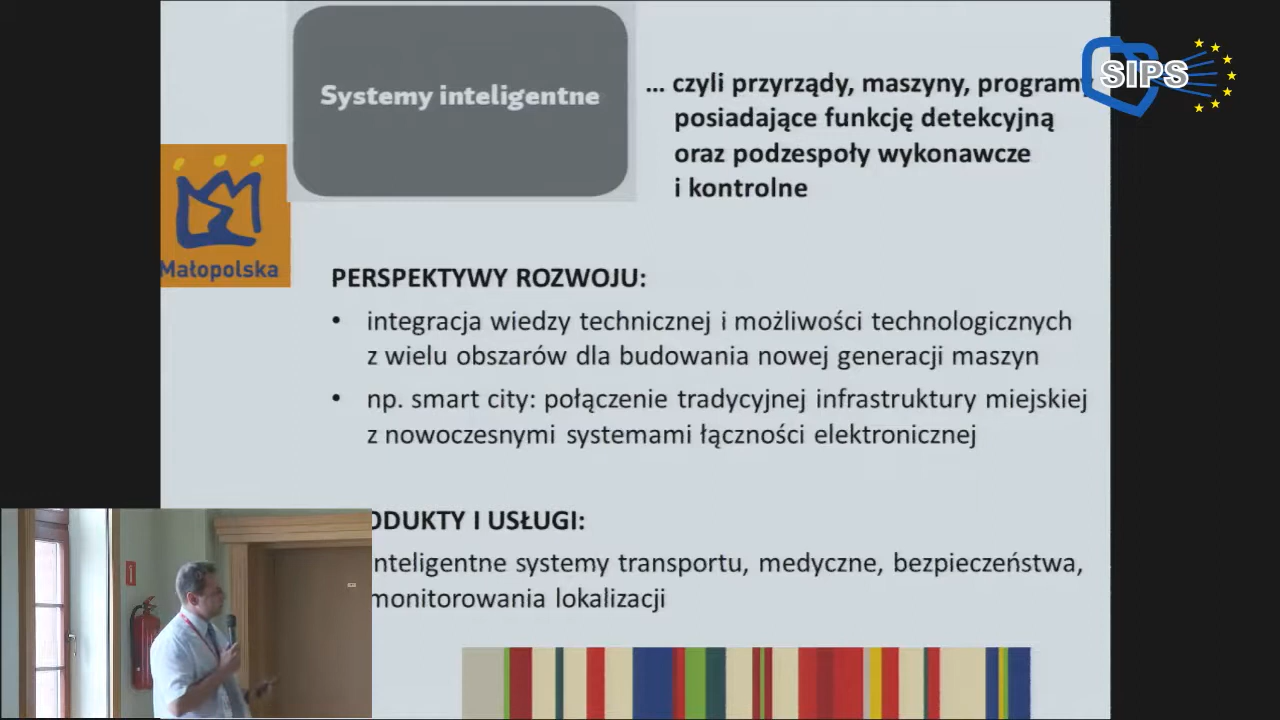 Systemy inteligentne
... czyli przyrządy, maszyny, programy
posiadające funkcję detekcyjną
oraz podzespoły wykonawcze
i kontrolne
SIPS
Małopolska
PERSPEKTYWY ROZWOJU:
• integracja wiedzy technicznej i możliwości technologicznych
z wielu obszarów dla budowania nowej generacji maszyn
• np. smart city: połączenie tradycyjnej infrastruktury miejskiej
z nowoczesnymi systemami łączności elektronicznej
ODUKTY I USŁUGI:
nteligentne systemy transportu, medyczne, bezpieczeństwa,
monitorowania lokalizacji